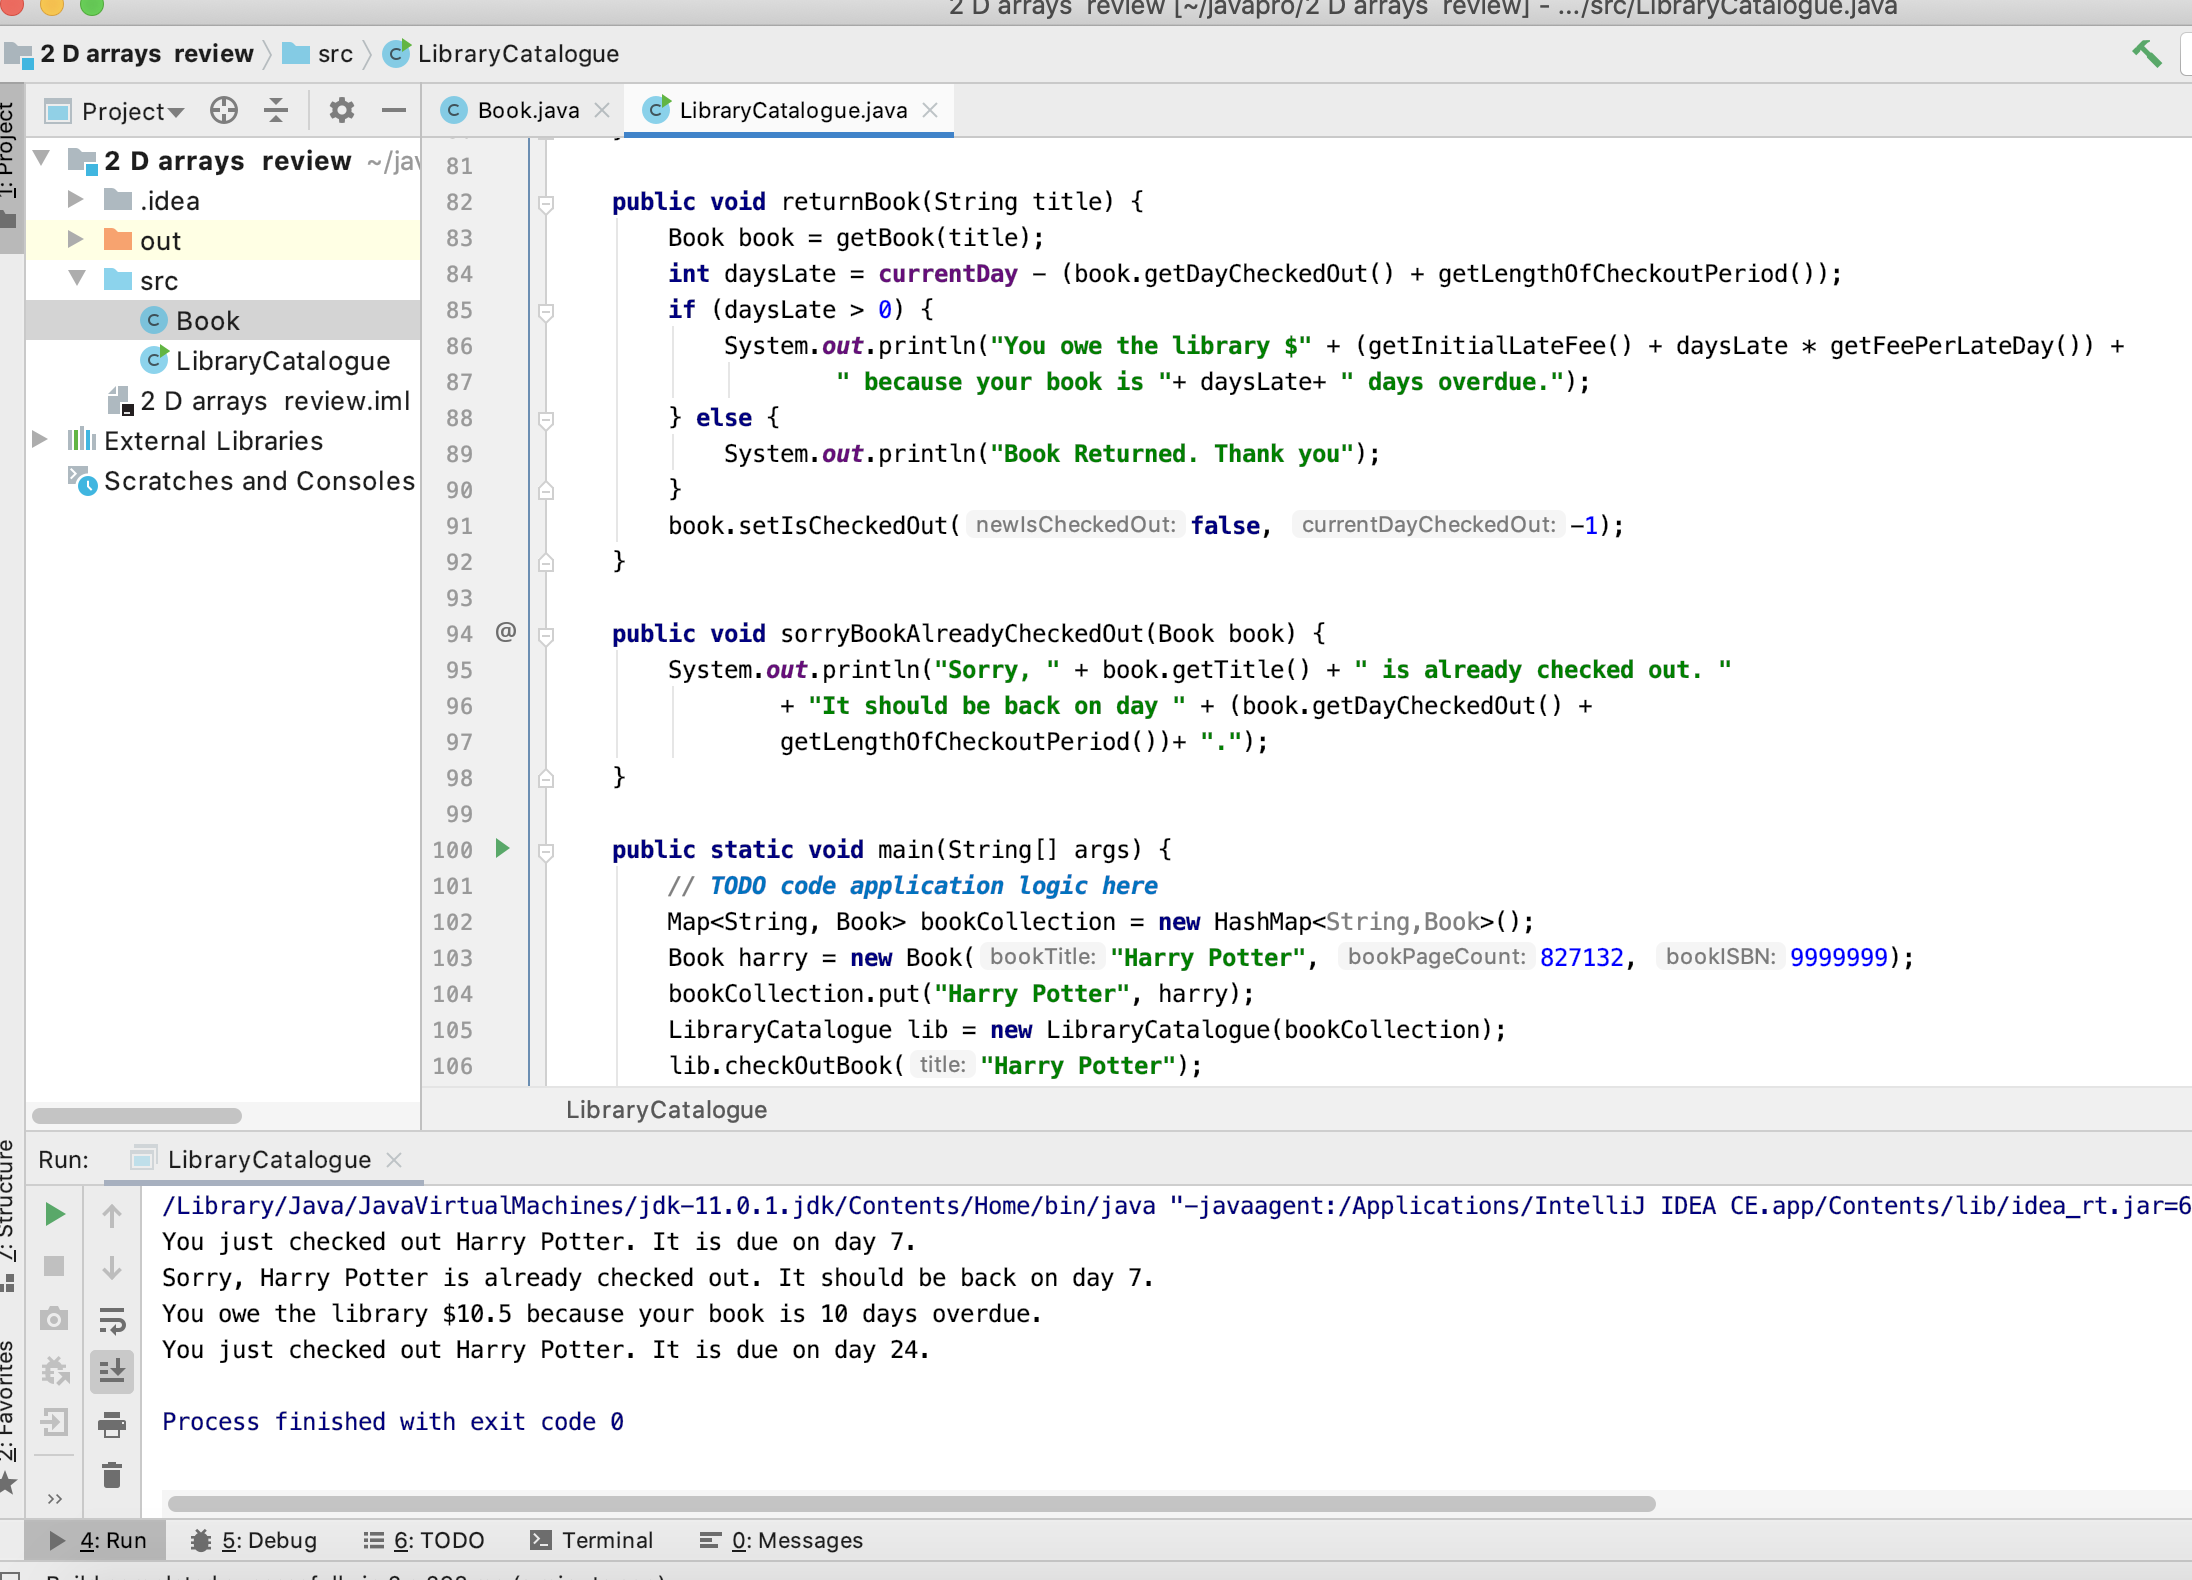 2 D arrays  review [~/javapro/2 D arrays  review] - .../src/LibraryCatalogue.java
2 D arrays  review 〉 src 〉 LibraryCatalogue
1: Project
Project
Book.java
LibraryCatalogue.java
2 D arrays  review ~/jav
.idea
out
src
Book
LibraryCatalogue
2 D arrays  review.iml
External Libraries
Scratches and Consoles
81
82 public void returnBook(String title) {
83 Book book = getBook(title);
84 int daysLate = currentDay - (book.getDayCheckedOut() + getLengthOfCheckoutPeriod());
85 if (daysLate > 0) {
86 System.out.println("You owe the library $" + (getInitialLateFee() + daysLate * getFeePerLateDay()) +
87 " because your book is "+ daysLate+ " days overdue.");
88 } else {
89 System.out.println("Book Returned. Thank you");
90 }
91 book.setIsCheckedOut( newIsCheckedOut: false, currentDayCheckedOut: -1);
92 }
93
94 @ public void sorryBookAlreadyCheckedOut(Book book) {
95 System.out.println("Sorry, " + book.getTitle() + " is already checked out. "
96 + "It should be back on day " + (book.getDayCheckedOut() +
97 getLengthOfCheckoutPeriod())+ ".");
98 }
99
100 public static void main(String[] args) {
101 // TODO code application logic here
102 Map<String, Book> bookCollection = new HashMap<String,Book>();
103 Book harry = new Book( bookTitle: "Harry Potter", bookPageCount: 827132, bookISBN: 9999999);
104 bookCollection.put("Harry Potter", harry);
105 LibraryCatalogue lib = new LibraryCatalogue(bookCollection);
106 lib.checkOutBook( title: "Harry Potter");
LibraryCatalogue
7: Structure
2: Favorites
Run: LibraryCatalogue
/Library/Java/JavaVirtualMachines/jdk-11.0.1.jdk/Contents/Home/bin/java "-javaagent:/Applications/IntelliJ IDEA CE.app/Contents/lib/idea_rt.jar=6
You just checked out Harry Potter. It is due on day 7.
Sorry, Harry Potter is already checked out. It should be back on day 7.
You owe the library $10.5 because your book is 10 days overdue.
You just checked out Harry Potter. It is due on day 24.
Process finished with exit code 0
4: Run 5: Debug 6: TODO Terminal 0: Messages